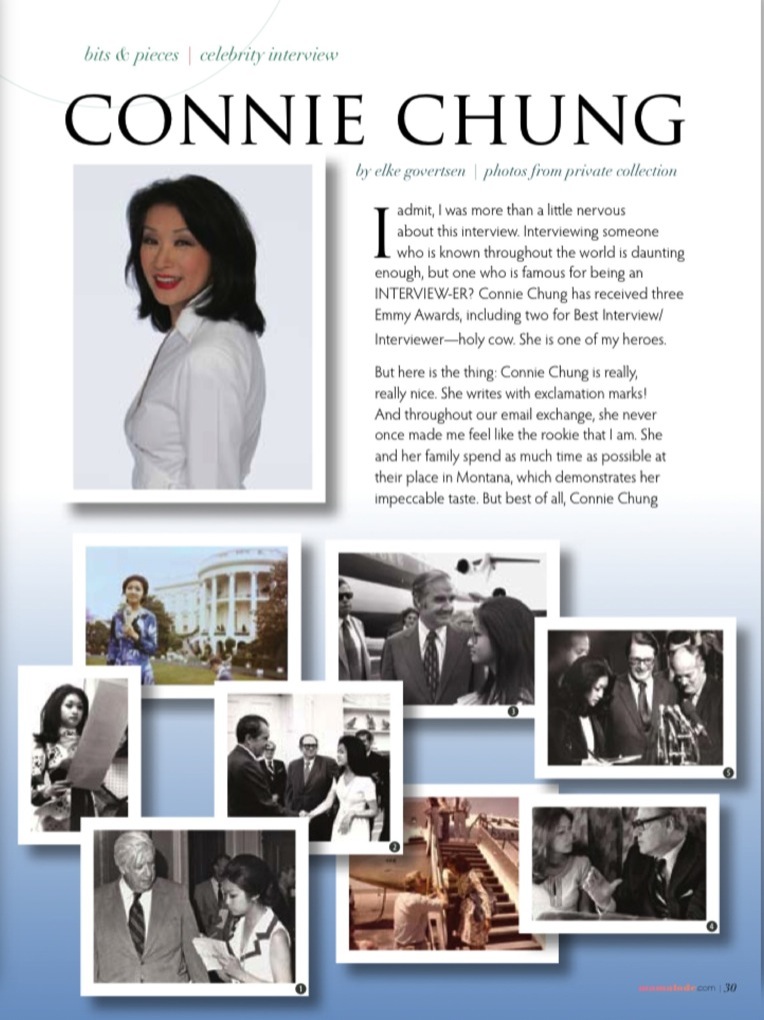 bits & pieces | celebrity interview
CONNIE CHUNG
by elke govertsen | photos from private collection
I admit, I was more than a little nervous
about this interview. Interviewing someone
who is known throughout the world is daunting
enough, but one who is famous for being an
INTERVIEW-ER? Connie Chung has received three
Emmy Awards, including two for Best Interview/
Interviewer—holy cow. She is one of my heroes.
But here is the thing: Connie Chung is really,
really nice. She writes with exclamation marks!
And throughout our email exchange, she never
once made me feel like the rookie that I am. She
and her family spend as much time as possible at
their place in Montana, which demonstrates her
impeccable taste. But best of all, Connie Chung
3
5
2
4
1
mamalode.com | 30